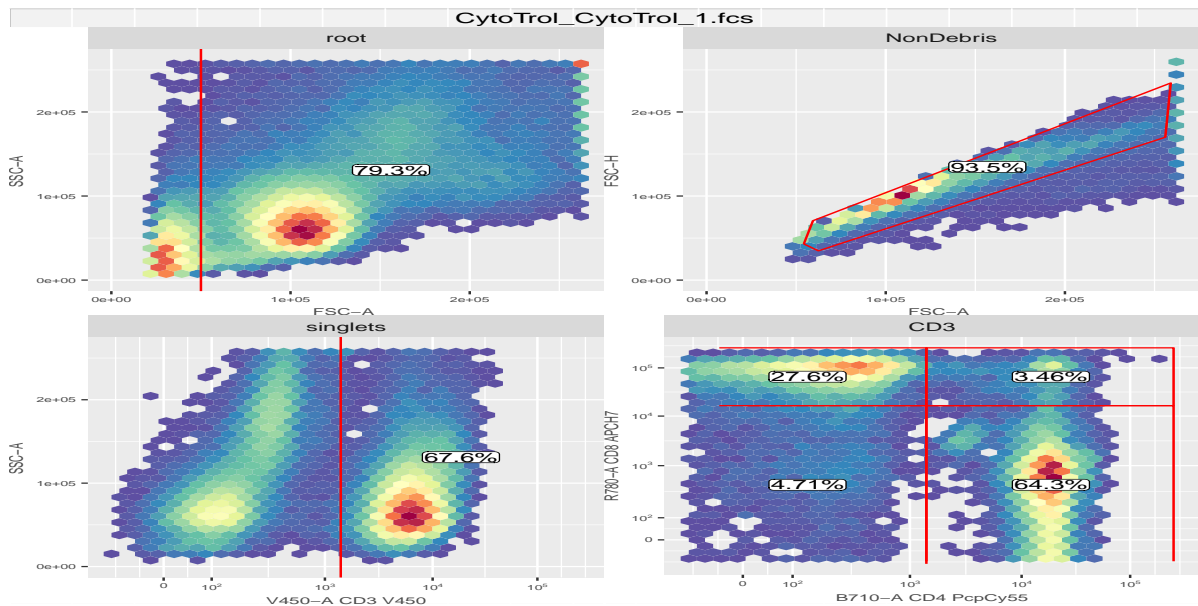 CytoTrol_CytoTrol_1.fcs
root
NonDebris
SSC-A
2e+05
1e+05
0e+00
79.3%
0e+00
1e+05
2e+05
FSC-A
FSC-H
2e+05
1e+05
0e+00
93.5%
0e+00
1e+05
2e+05
FSC-A
singlets
CD3
SSC-A
2e+05
1e+05
0e+00
67.6%
0
10²
10³
10⁴
10⁵
V450-A CD3 V450
R780-A CD8 APCH7
10⁵
10⁴
10³
10²
0
27.6%
3.46%
4.71%
64.3%
0
10²
10³
10⁴
10⁵
B710-A CD4 PcpCy55